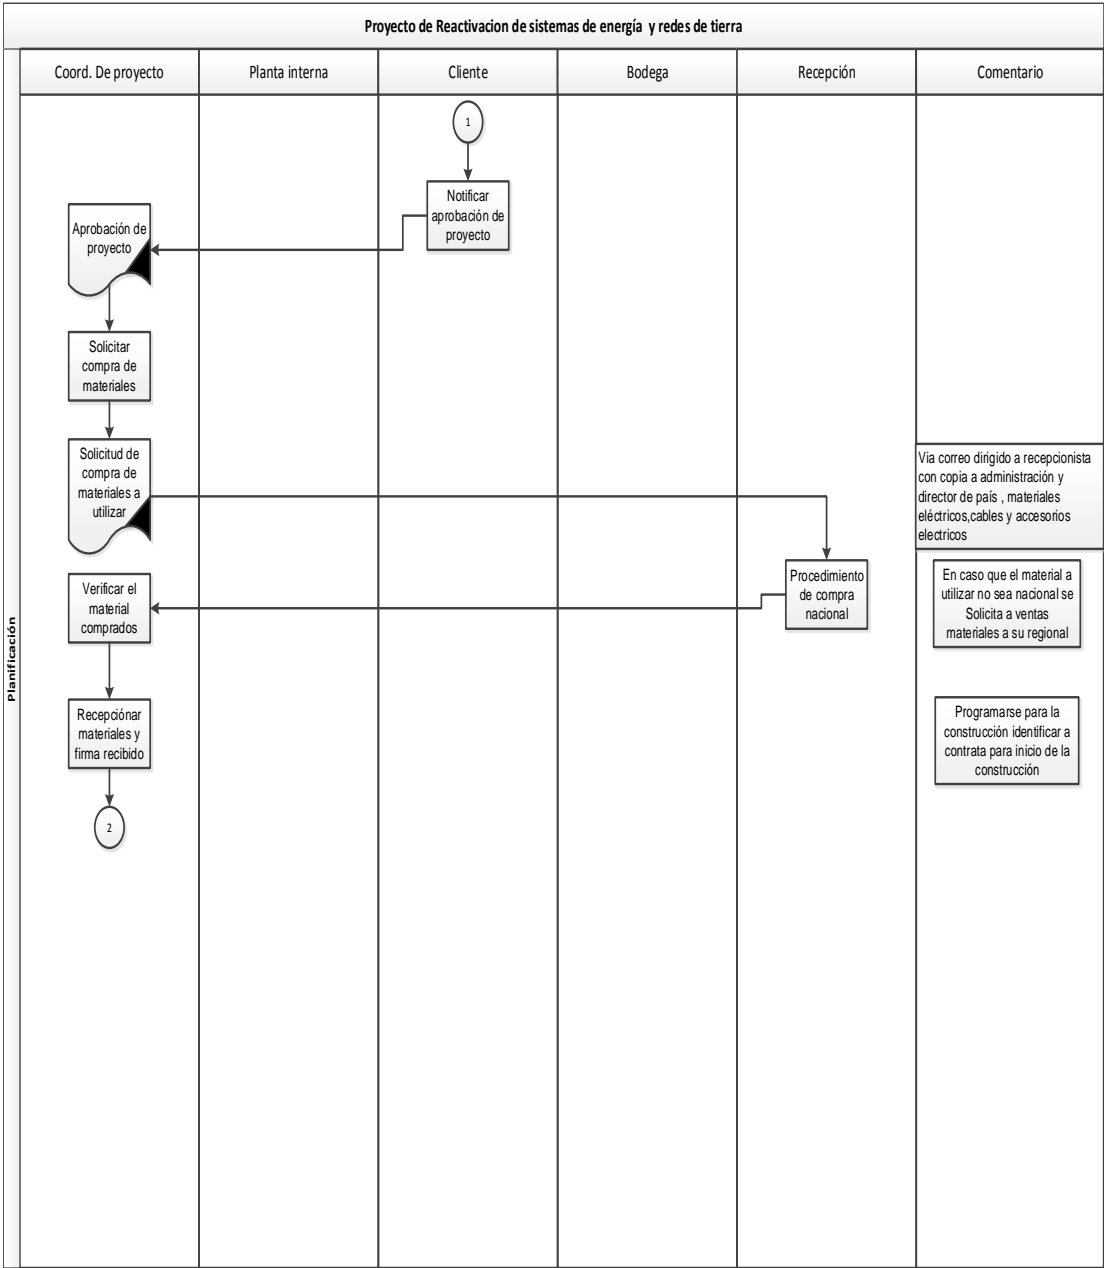 Proyecto de Reactivacion de sistemas de energía y redes de tierra
Coord. De proyecto
Planta interna
Cliente
Bodega
Recepción
Comentario
Planificación
1
Notificar
aprobación de
proyecto
Aprobación de
proyecto
Solicitar
compra de
materiales
Solicitud de
compra de
materiales a
utilizar
Via correo dirigido a recepcionista
con copia a administración y
director de país , materiales
eléctricos,cables y accesorios
electricos
Procedimiento
de compra
nacional
En caso que el material a
utilizar no sea nacional se
Solicita a ventas
materiales a su regional
Verificar el
material
comprados
Recepciónar
materiales y
firma recibido
Programarse para la
construcción identificar a
contrata para inicio de la
construcción
2